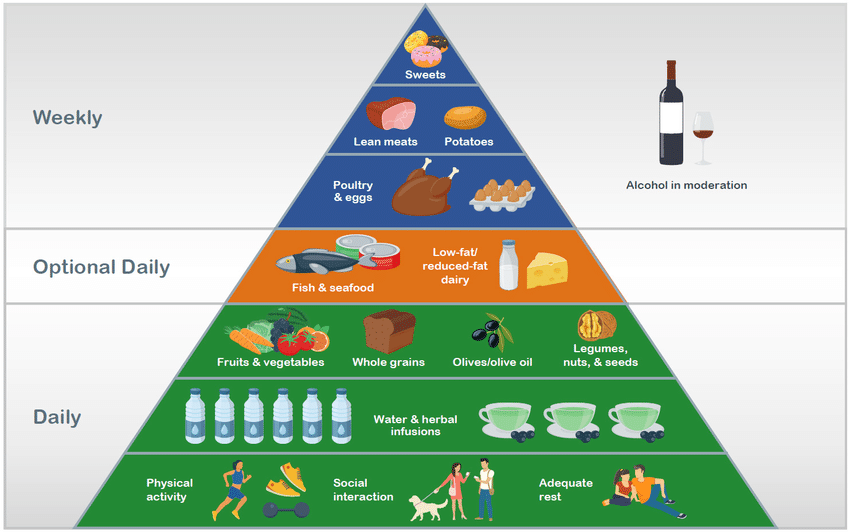 Sweets
Weekly
Lean meats
Potatoes
Poultry
& eggs
Alcohol in moderation
Optional Daily
Fish & seafood
Low-fat/
reduced-fat
dairy
Fruits & vegetables
Whole grains
Olives/olive oil
Legumes,
nuts, & seeds
Daily
Water & herbal
infusions
Physical
activity
Social
interaction
Adequate
rest